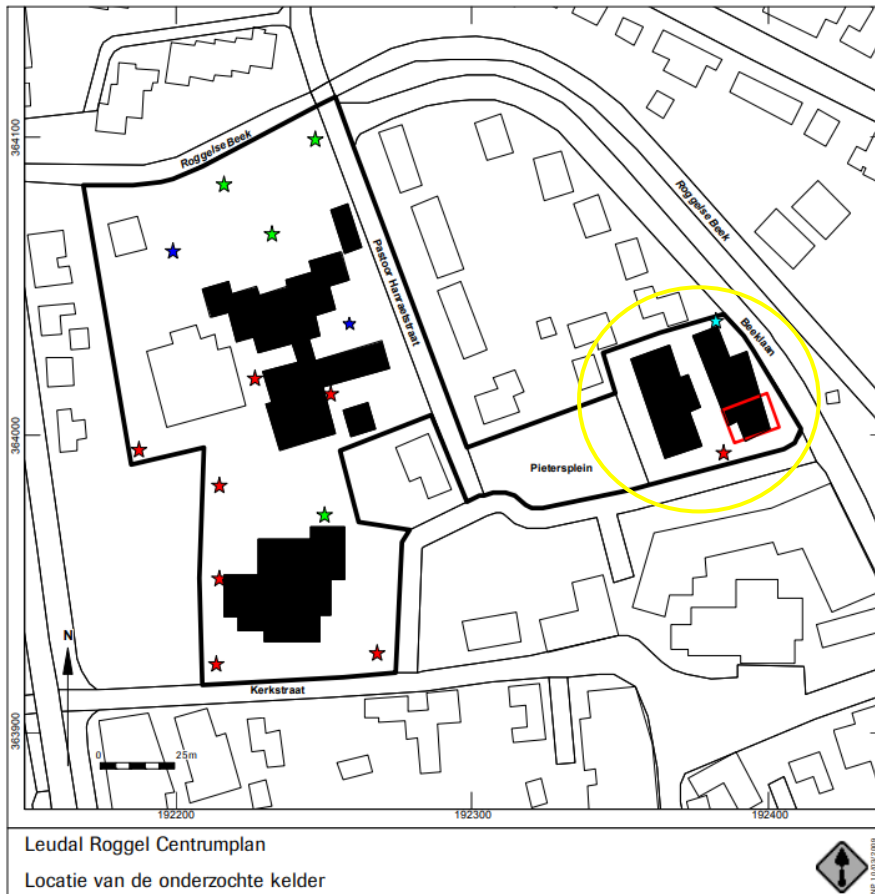 364100
Roggelse Beek
Pastoor Hanraetstraat
Roggelse Beek
Beeklaan
364000
Pietersplein
N
Kerkstraat
0 25m
363900
192200 192300 192400
Leudal Roggel Centrumplan
Locatie van de onderzochte kelder